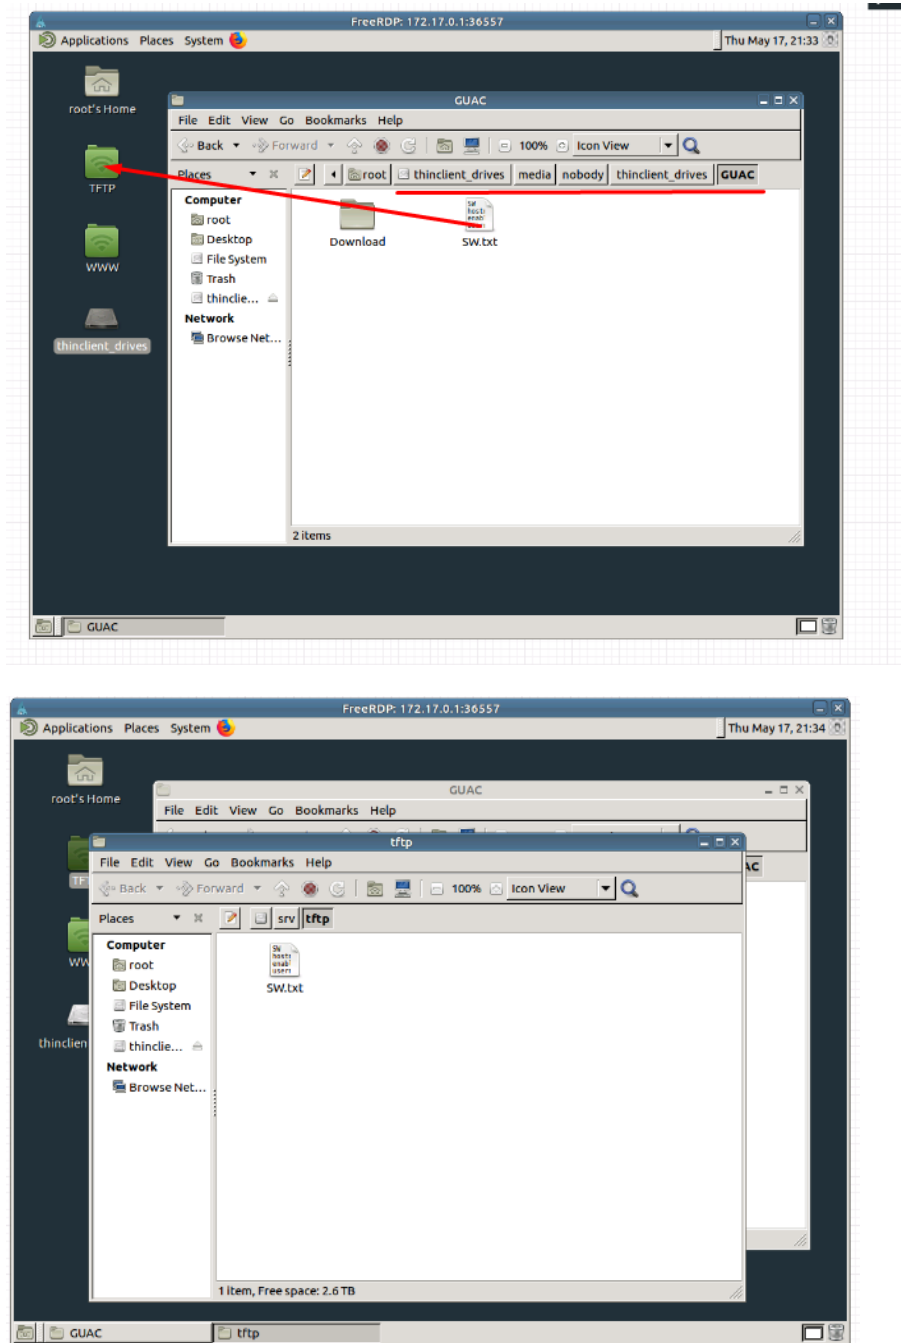 FreeRDP: 172.17.0.1:36557
Applications Places System
Thu May 17, 21:33
root's Home
TFTP
WWW
thinclient_drives
GUAC
File Edit View Go Bookmarks Help
Back Forward 100% Icon View
Places root thinclient_drives media nobody thinclient_drives GUAC
Computer
root
Desktop
File System
Trash
thinclie...
Network
Browse Net...
Download
SW.txt
2 items
GUAC
FreeRDP: 172.17.0.1:36557
Applications Places System
Thu May 17, 21:34
root's Home
WW
thinclien
GUAC
File Edit View Go Bookmarks Help
AC
tftp
File Edit View Go Bookmarks Help
Back Forward 100% Icon View
Places srv tftp
Computer
root
Desktop
File System
Trash
thinclie...
Network
Browse Net...
SW.txt
1 item, Free space: 2.6 TB
GUAC
tftp